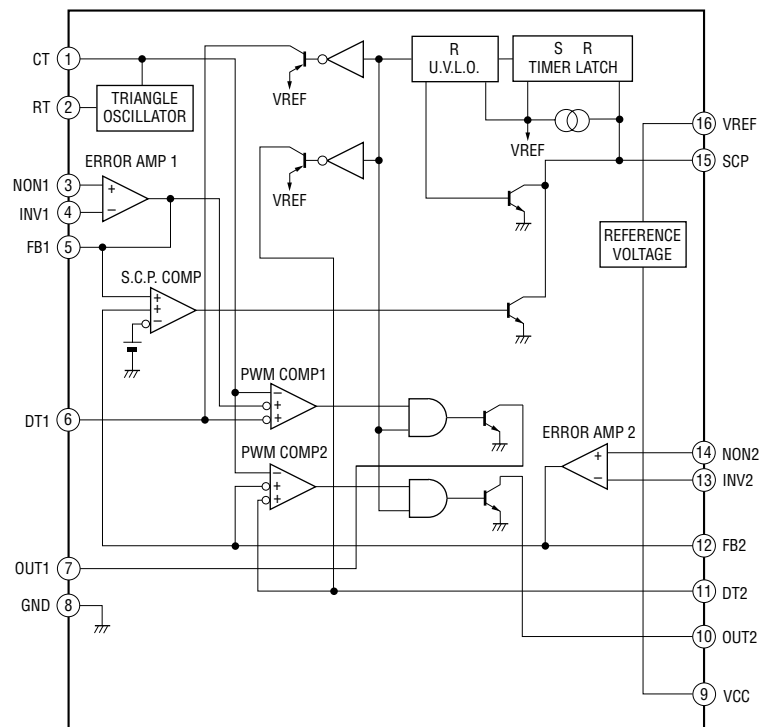 CT
1
RT
2
TRIANGLE
OSCILLATOR
ERROR AMP 1
NON1
3
+
INV1
4
−
FB1
5
S.C.P. COMP
+
+
−
VREF
VREF
R
U.V.L.O.
S R
TIMER LATCH
VREF
16
VREF
15
SCP
REFERENCE
VOLTAGE
PWM COMP1
−
+
+
DT1
6
PWM COMP2
−
+
+
ERROR AMP 2
+
−
14
NON2
13
INV2
12
FB2
OUT1
7
GND
8
11
DT2
10
OUT2
9
VCC